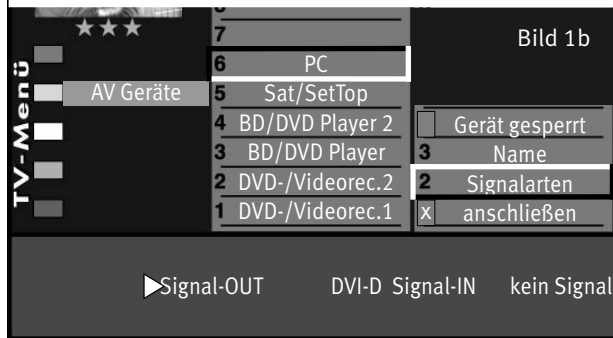 7
Bild 1b
6 PC
AV Geräte 5 Sat/SetTop
4 BD/DVD Player 2 Gerät gesperrt
3 BD/DVD Player 3 Name
2 DVD-/Videorec.2 2 Signalarten
1 DVD-/Videorec.1 x anschließen
TV-Menü
Signal-OUT DVI-D Signal-IN kein Signal